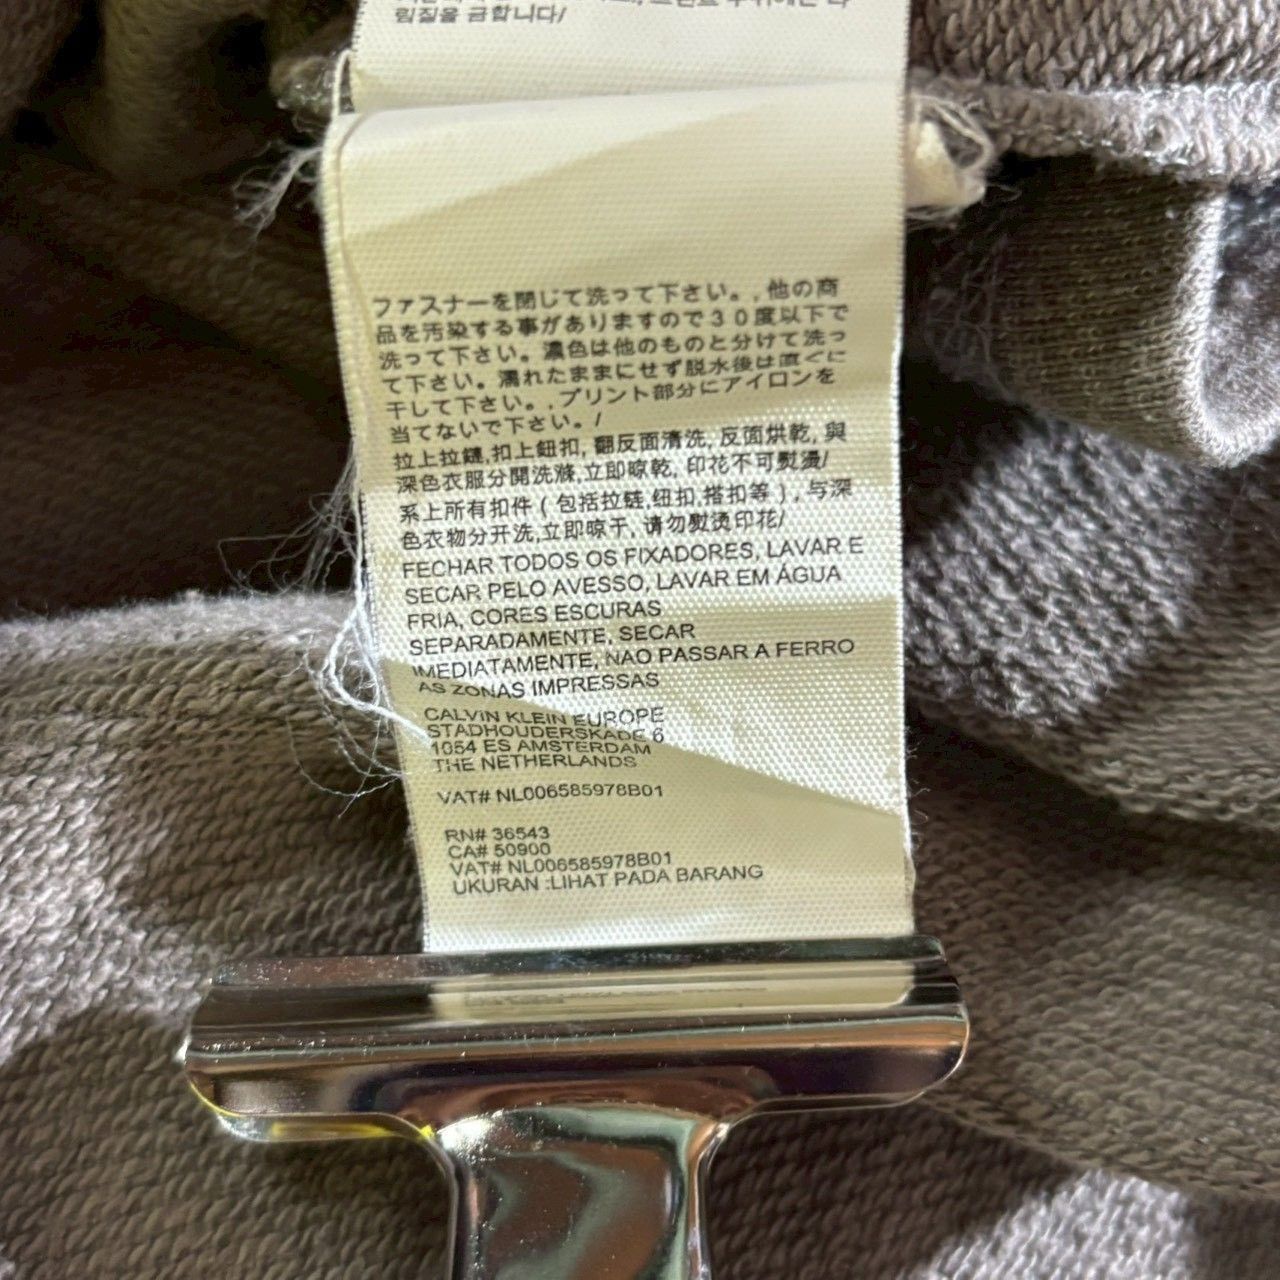 염될 변합니다/
ファスナーを閉じて洗って下さい。,他の商
品を汚染する事がありますので30度以下で
洗って下さい。濃色は他のものと分けて洗っ
て下さい。濡れたままにせず脱水後は直ぐに
干して下さい。,プリント部分にアイロンを
当てないで下さい。/
拉上拉鏈,扣上鈕扣, 翻反面清洗, 反面烘乾, 與
深色衣服分開洗滌,立即晾乾, 印花不可熨燙/
系上所有扣件 ( 包括拉链,纽扣,搭扣等 ) , 与深
色衣物分开洗,立即晾干, 请勿熨烫印花/
FECHAR TODOS OS FIXADORES, LAVAR E
SECAR PELO AVESSO, LAVAR EM ÁGUA
FRIA, CORES ESCURAS
SEPARADAMENTE, SECAR
IMEDIATAMENTE, NAO PASSAR A FERRO
AS ZONAS IMPRESSAS
CALVIN KLEIN EUROPE
STADHOUDERSKADE 6
1054 ES AMSTERDAM
THE NETHERLANDS
VAT# NL006585978B01
RN# 36543
CA# 50900
VAT# NL006585978B01
UKURAN :LIHAT PADA BARANG